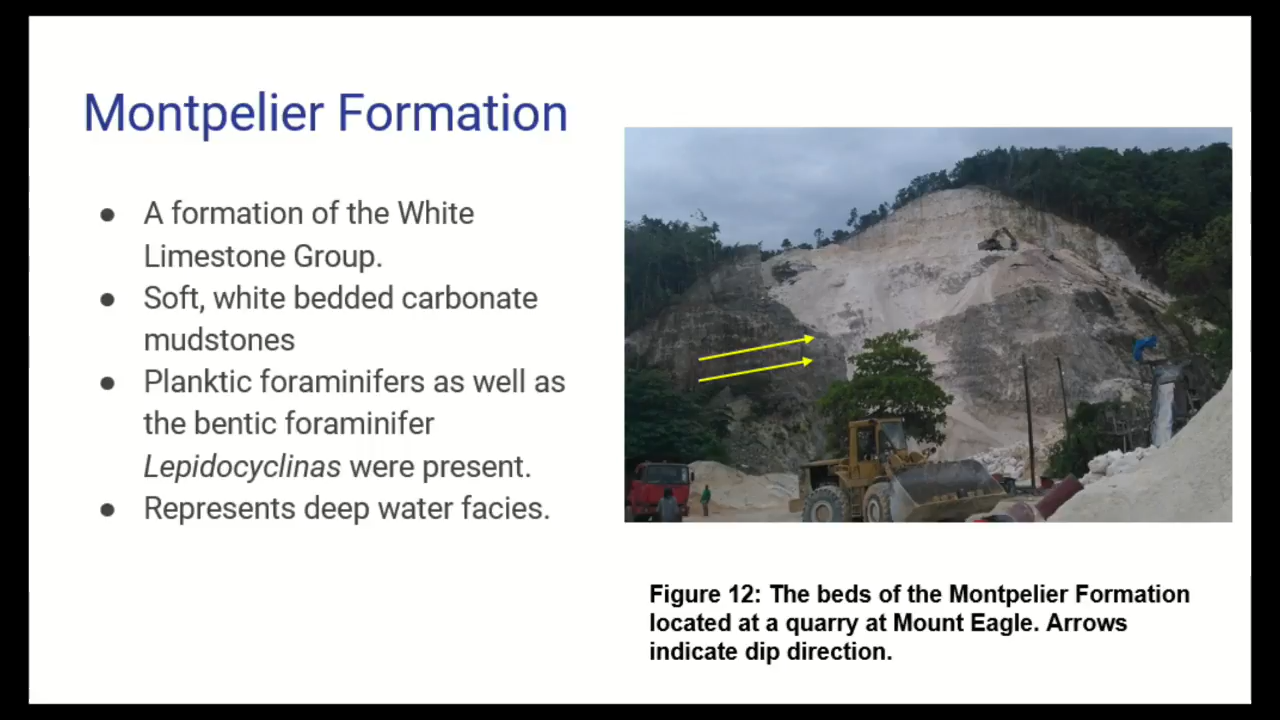 Montpelier Formation
● A formation of the White
Limestone Group.
● Soft, white bedded carbonate
mudstones
● Planktic foraminifers as well as
the bentic foraminifer
Lepidocyclinas were present.
● Represents deep water facies.
Figure 12: The beds of the Montpelier Formation
located at a quarry at Mount Eagle. Arrows
indicate dip direction.